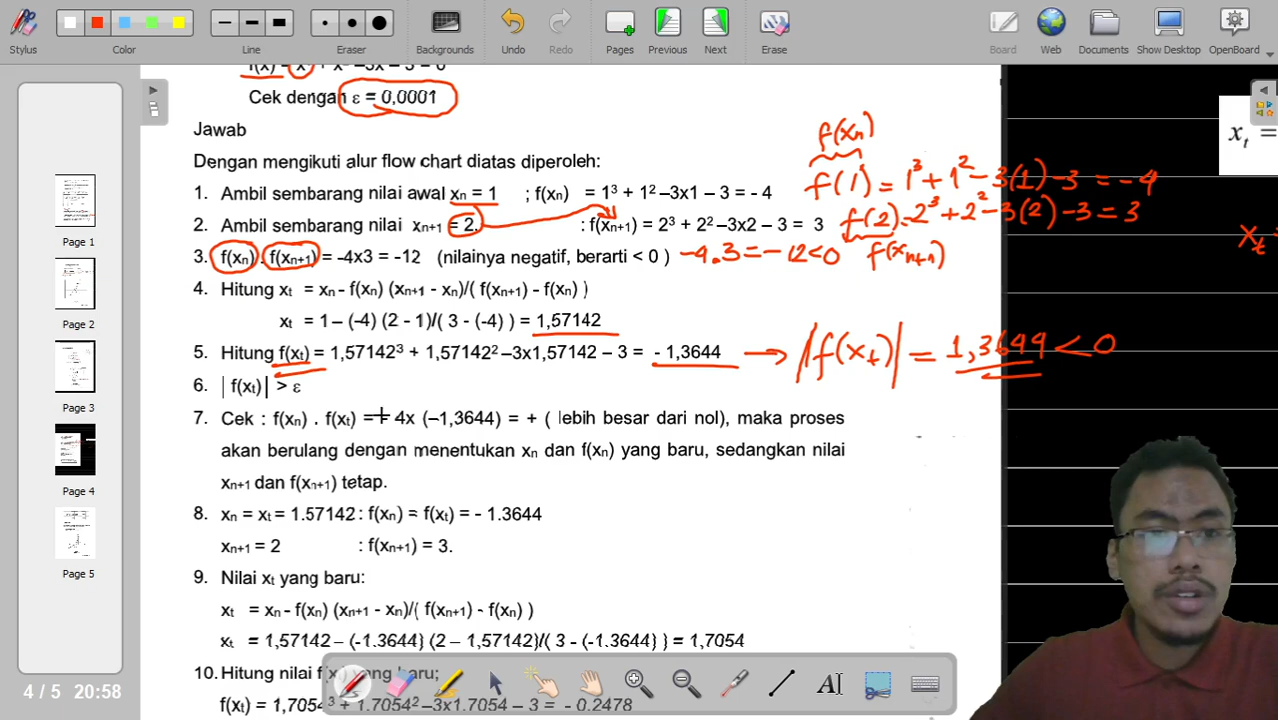 Stylus Color Line Eraser Backgrounds Undo Redo Pages Previous Next Erase Board Web Documents Show Desktop OpenBoard
Cek dengan ε = 0,0001
Jawab
Dengan mengikuti alur flow chart diatas diperoleh:
1. Ambil sembarang nilai awal xn = 1 ; f(xn) = 1³ + 1² –3x1 – 3 = - 4
2. Ambil sembarang nilai xn+1 = 2. : f(xn+1) = 2³ + 2² –3x2 – 3 = 3
3. f(xn) . f(xn+1) = -4x3 = -12 (nilainya negatif, berarti < 0 )
4. Hitung xt = xn - f(xn) (xn+1 - xn)/( f(xn+1) - f(xn) )
xt = 1 – (-4) (2 - 1)/( 3 - (-4) ) = 1,57142
5. Hitung f(xt) = 1,57142³ + 1,57142² –3x1,57142 – 3 = - 1,3644
6. | f(xt) | > ε
7. Cek : f(xn) . f(xt) = – 4x (–1,3644) = + ( lebih besar dari nol), maka proses
akan berulang dengan menentukan xn dan f(xn) yang baru, sedangkan nilai
xn+1 dan f(xn+1) tetap.
8. xn = xt = 1.57142 : f(xn) = f(xt) = - 1.3644
xn+1 = 2 : f(xn+1) = 3.
9. Nilai xt yang baru:
xt = xn - f(xn) (xn+1 - xn)/( f(xn+1) - f(xn) )
xt = 1,57142 – (-1.3644} (2 – 1,57142}/( 3 - (-1.3644} ) = 1,7054
10. Hitung nilai f(x) yang baru;
f(xt) = 1,7054³ + 1.7054² –3x1.7054 – 3 = - 0.2478
f(xn)
f(1) = 1³ + 1² - 3(1) - 3 = -4
f(2) = 2³ + 2² - 3(2) - 3 = 3
-4.3 = -12 < 0 f(xn+n)
|f(xt)| = 1,3644 < 0
xt =
xt =
Page 1
Page 2
Page 3
Page 4
Page 5
4 / 5 20:58